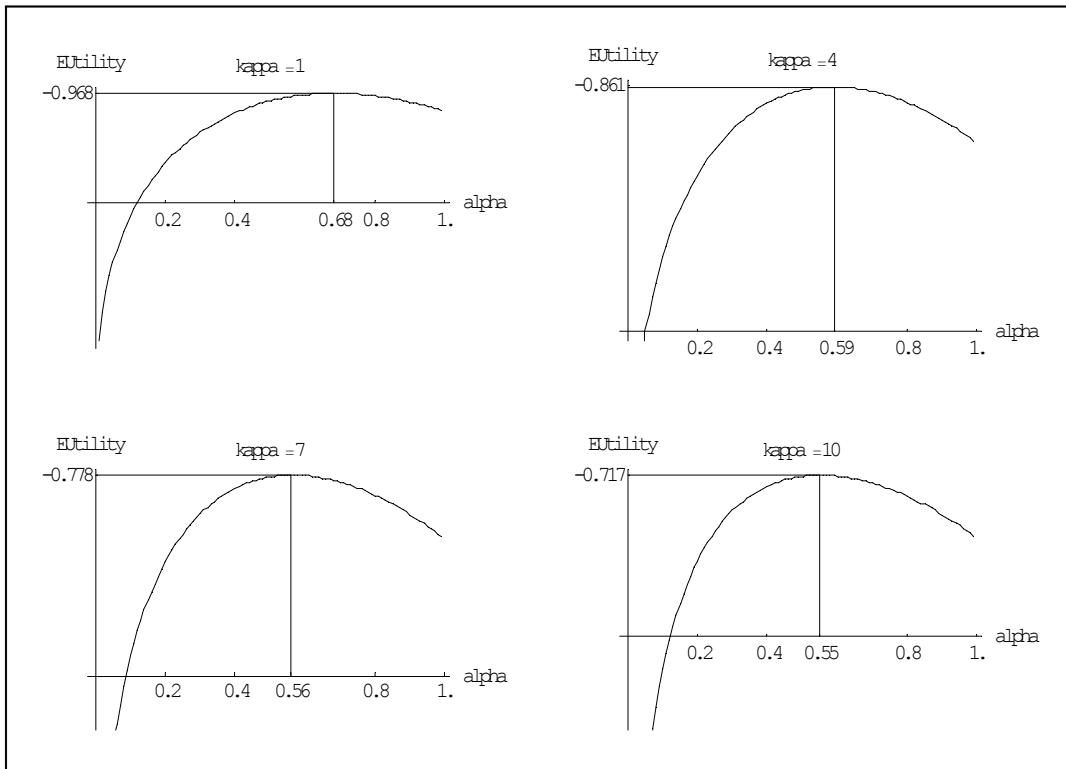 EUtility
kappa =1
-0.968
alpha
0.2 0.4 0.68 0.8 1.
EUtility
kappa =4
-0.861
alpha
0.2 0.4 0.59 0.8 1.
EUtility
kappa =7
-0.778
alpha
0.2 0.4 0.56 0.8 1.
EUtility
kappa =10
-0.717
alpha
0.2 0.4 0.55 0.8 1.